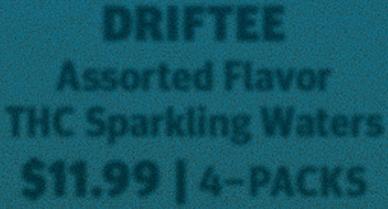 DRIFTEE
Assorted Flavor
THC Sparkling Waters
$11.99 | 4-PACKS